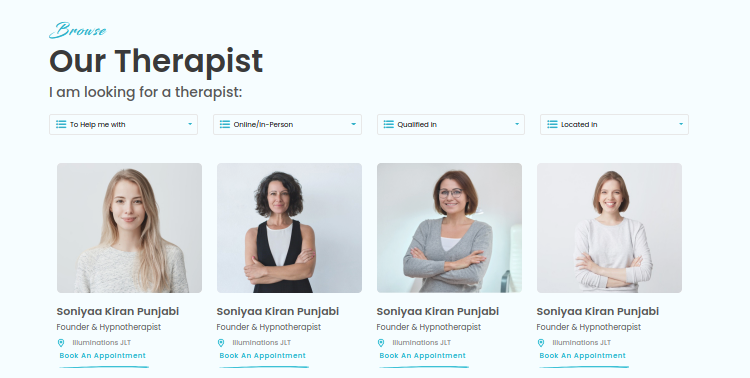 Browse
Our Therapist
I am looking for a therapist:
To Help me with Online/In-Person Qualified in Located in
Soniyaa Kiran Punjabi Soniyaa Kiran Punjabi Soniyaa Kiran Punjabi Soniyaa Kiran Punjabi
Founder & Hypnotherapist Founder & Hypnotherapist Founder & Hypnotherapist Founder & Hypnotherapist
Illuminations JLT Illuminations JLT Illuminations JLT Illuminations JLT
Book An Appointment Book An Appointment Book An Appointment Book An Appointment